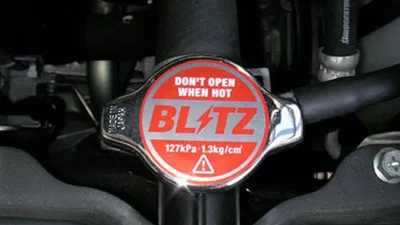 DON'T OPEN
WHEN HOT
BLITZ
127kPa·1.3kg/cm²